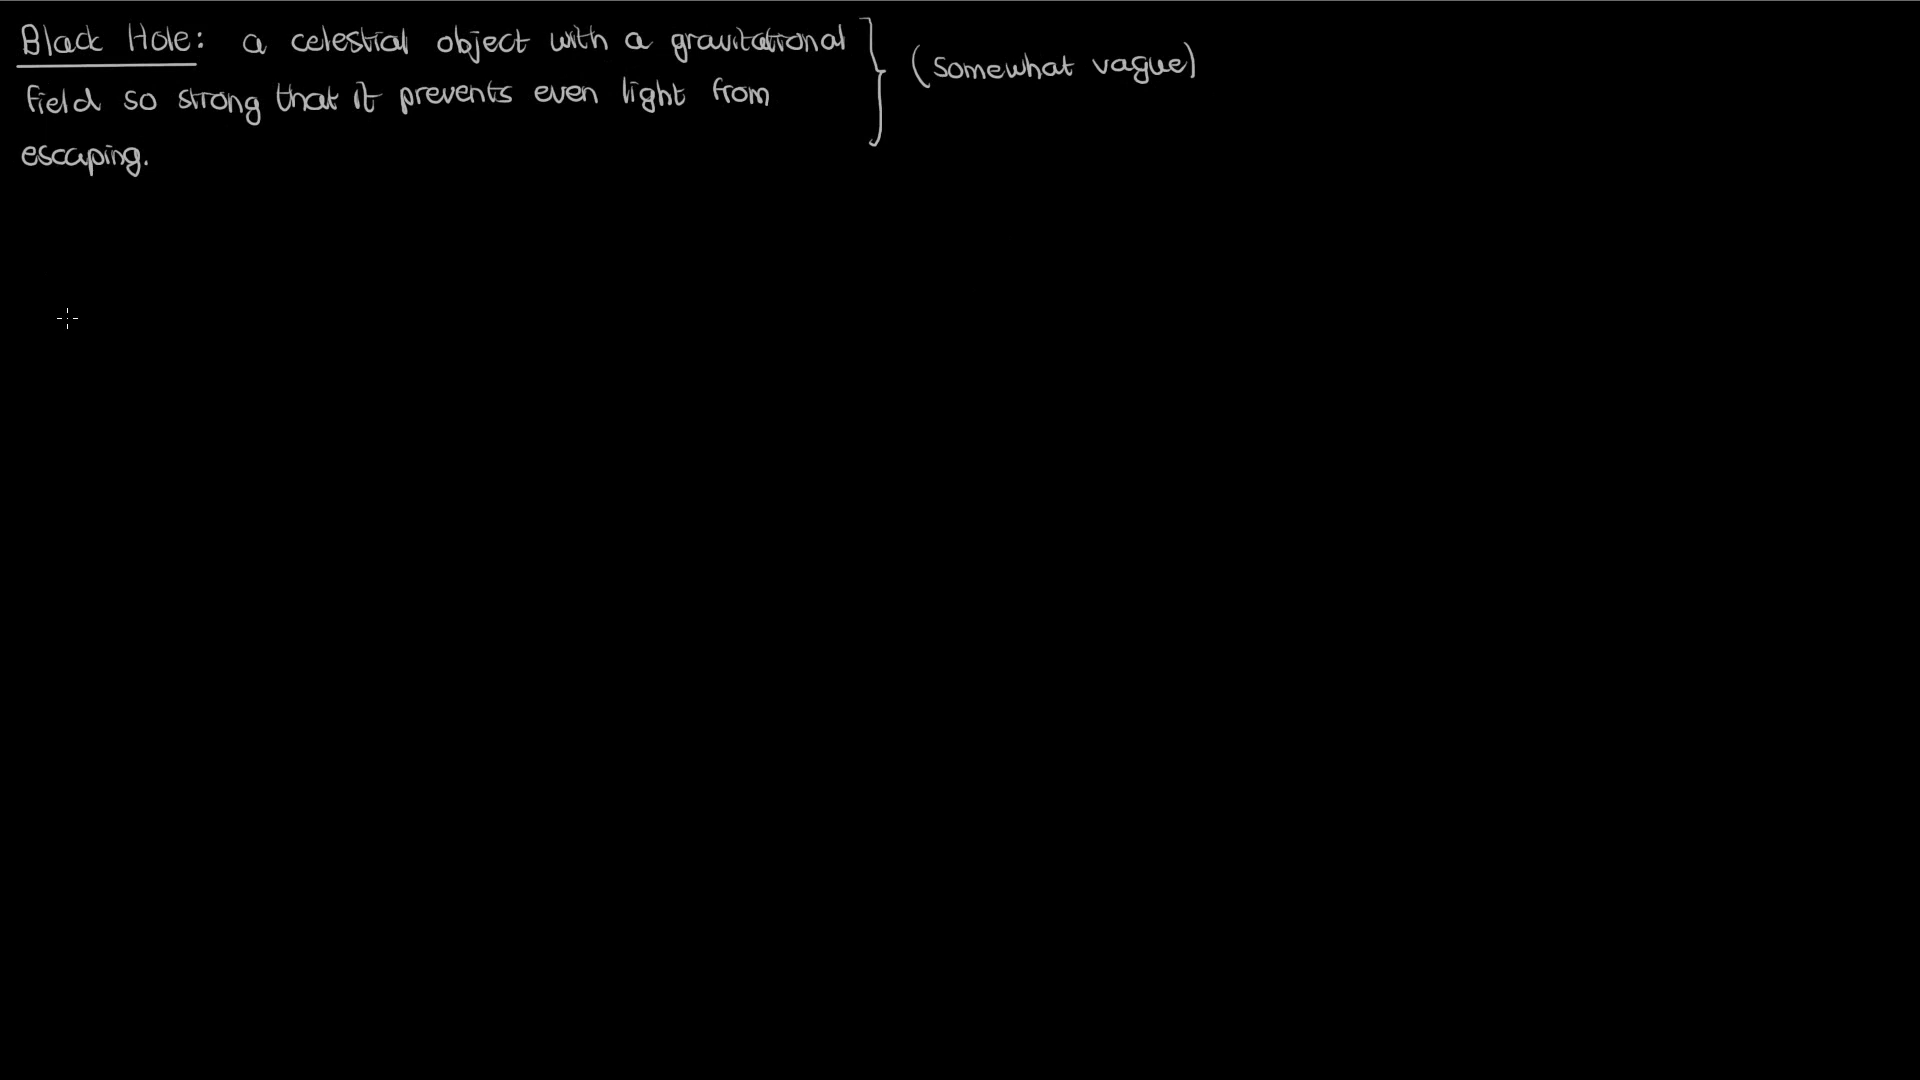 Black Hole: a celestial object with a gravitational
field so strong that it prevents even light from
escaping.
(somewhat vague)